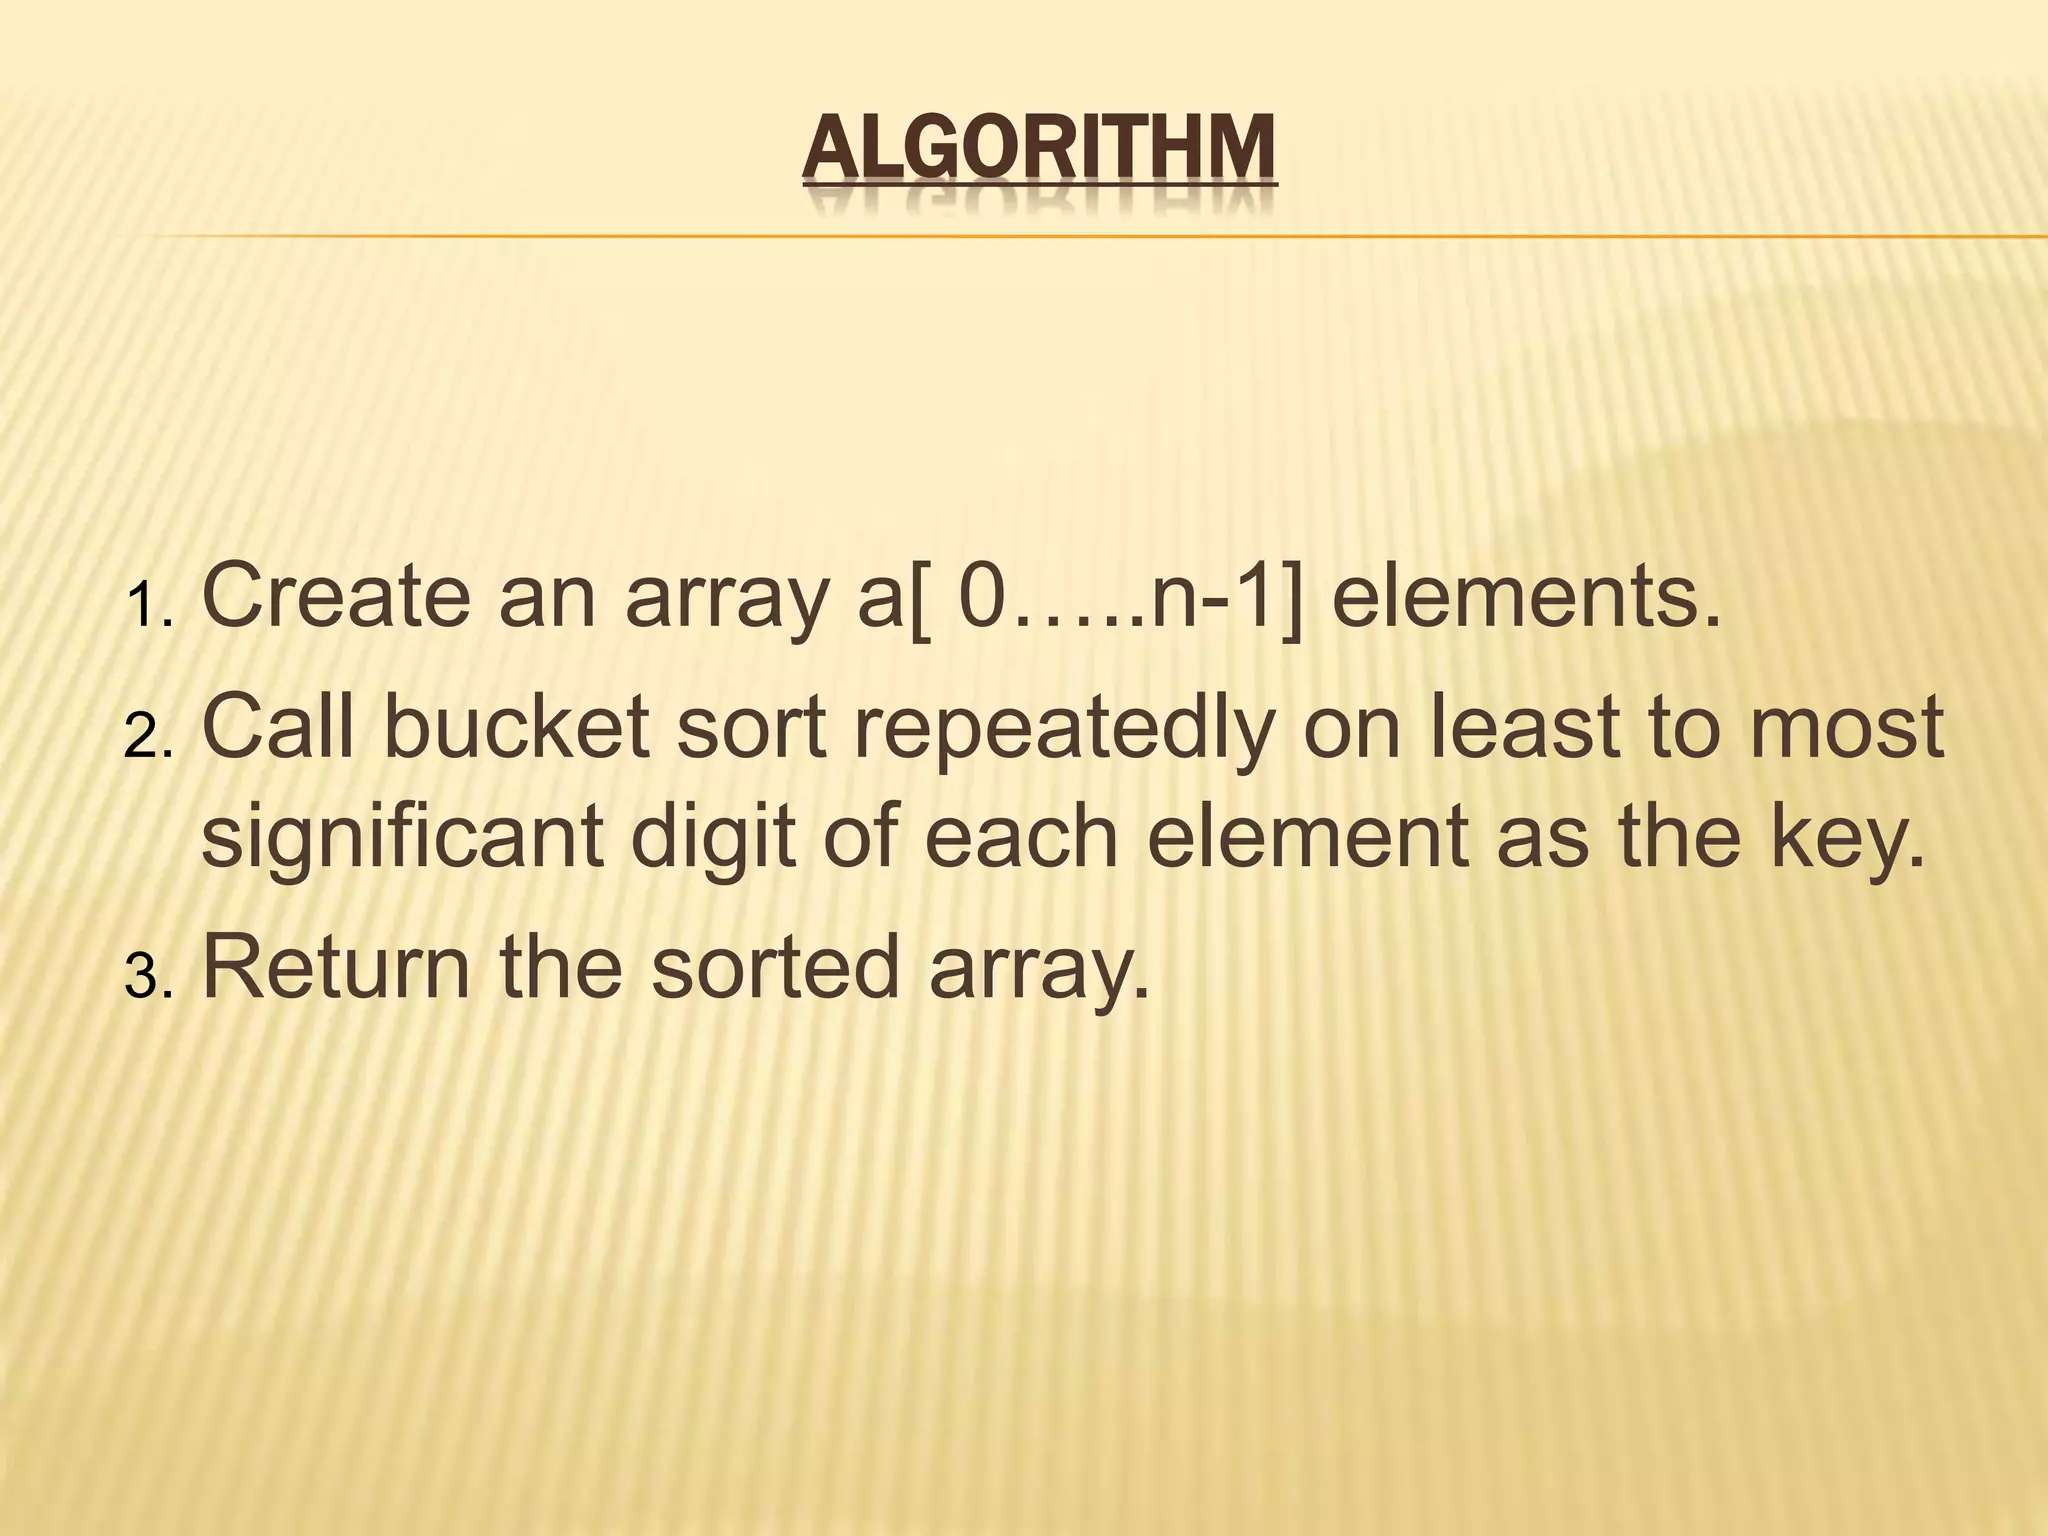 ALGORITHM
1. Create an array a[ 0…..n-1] elements.
2. Call bucket sort repeatedly on least to most
significant digit of each element as the key.
3. Return the sorted array.